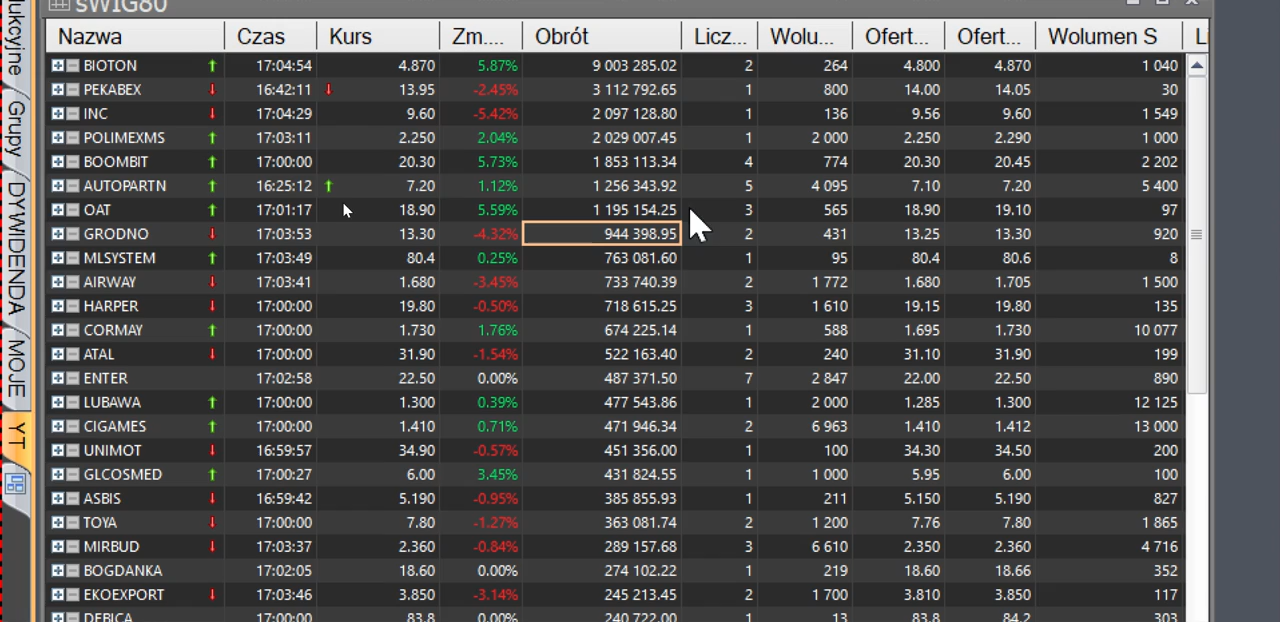 sWIG80
ukcyjne
Grupy
DYWIDENDA
MOJE
YT
Nazwa Czas Kurs Zm.... Obrót Licz... Wolu... Ofert... Ofert... Wolumen S Li
BIOTON 17:04:54 4.870 5.87% 9 003 285.02 2 264 4.800 4.870 1 040
PEKABEX 16:42:11 13.95 -2.45% 3 112 792.65 1 800 14.00 14.05 30
INC 17:04:29 9.60 -5.42% 2 097 128.80 1 136 9.56 9.60 1 549
POLIMEXMS 17:03:11 2.250 2.04% 2 029 007.45 1 2 000 2.250 2.290 1 000
BOOMBIT 17:00:00 20.30 5.73% 1 853 113.34 4 774 20.30 20.45 2 202
AUTOPARTN 16:25:12 7.20 1.12% 1 256 343.92 5 4 095 7.10 7.20 5 400
OAT 17:01:17 18.90 5.59% 1 195 154.25 3 565 18.90 19.10 97
GRODNO 17:03:53 13.30 -4.32% 944 398.95 2 431 13.25 13.30 920
MLSYSTEM 17:03:49 80.4 0.25% 763 081.60 1 95 80.4 80.6 8
AIRWAY 17:03:41 1.680 -3.45% 733 740.39 2 1 772 1.680 1.705 1 500
HARPER 17:00:00 19.80 -0.50% 718 615.25 3 1 610 19.15 19.80 135
CORMAY 17:00:00 1.730 1.76% 674 225.14 1 588 1.695 1.730 10 077
ATAL 17:00:00 31.90 -1.54% 522 163.40 2 240 31.10 31.90 199
ENTER 17:02:58 22.50 0.00% 487 371.50 7 2 847 22.00 22.50 890
LUBAWA 17:00:00 1.300 0.39% 477 543.86 1 2 000 1.285 1.300 12 125
CIGAMES 17:00:00 1.410 0.71% 471 946.34 2 6 963 1.410 1.412 13 000
UNIMOT 16:59:57 34.90 -0.57% 451 356.00 1 100 34.30 34.50 200
GLCOSMED 17:00:27 6.00 3.45% 431 824.55 1 1 000 5.95 6.00 100
ASBIS 16:59:42 5.190 -0.95% 385 855.93 1 211 5.150 5.190 827
TOYA 17:00:00 7.80 -1.27% 363 081.74 2 1 200 7.76 7.80 1 865
MIRBUD 17:03:37 2.360 -0.84% 289 157.68 3 6 610 2.350 2.360 4 716
BOGDANKA 17:02:05 18.60 0.00% 274 102.22 1 219 18.60 18.66 352
EKOEXPORT 17:03:46 3.850 -3.14% 245 213.45 2 1 700 3.810 3.850 117
DEBICA 83.8 0.00% 240 722.00 1 13 83.8 84.2 303